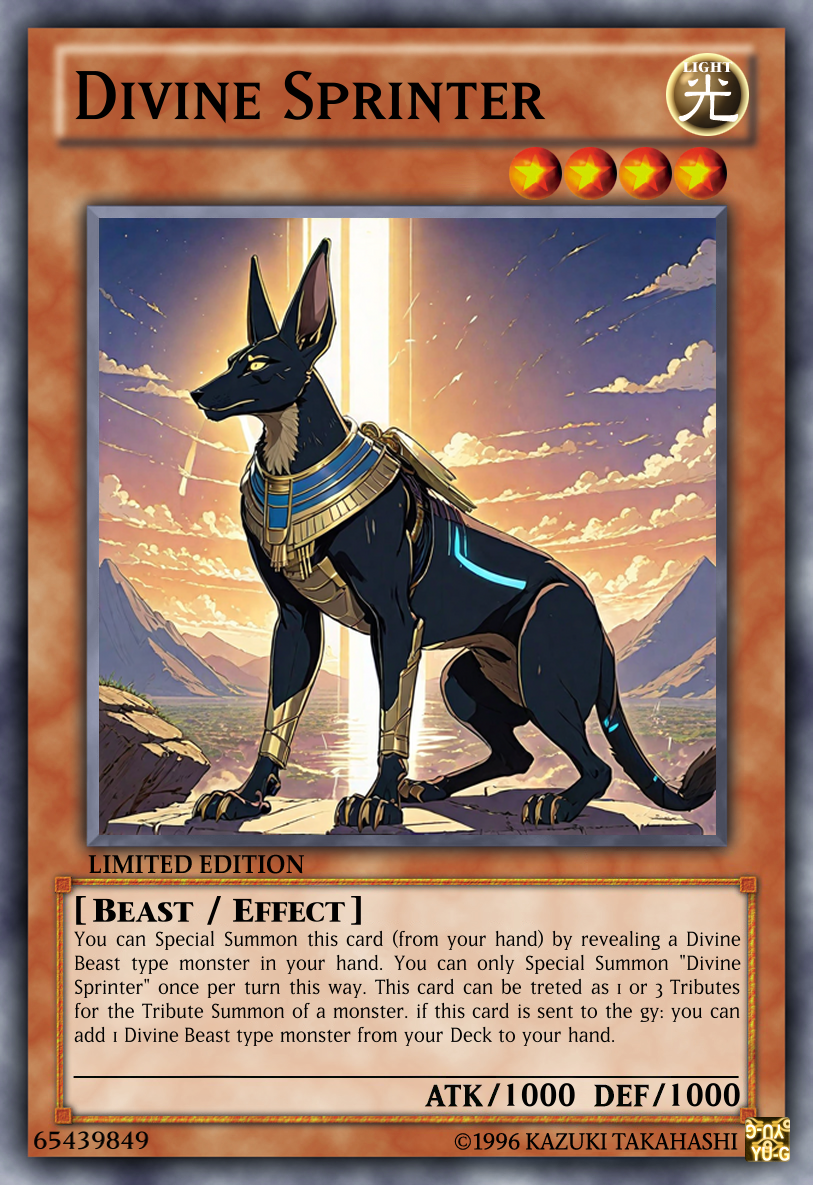 Divine Sprinter
LIGHT
光
LIMITED EDITION
[ Beast / Effect ]
You can Special Summon this card (from your hand) by revealing a Divine
Beast type monster in your hand. You can only Special Summon "Divine
Sprinter" once per turn this way. This card can be treted as 1 or 3 Tributes
for the Tribute Summon of a monster. if this card is sent to the gy: you can
add 1 Divine Beast type monster from your Deck to your hand.
ATK/1000 DEF/1000
65439849
©1996 KAZUKI TAKAHASHI